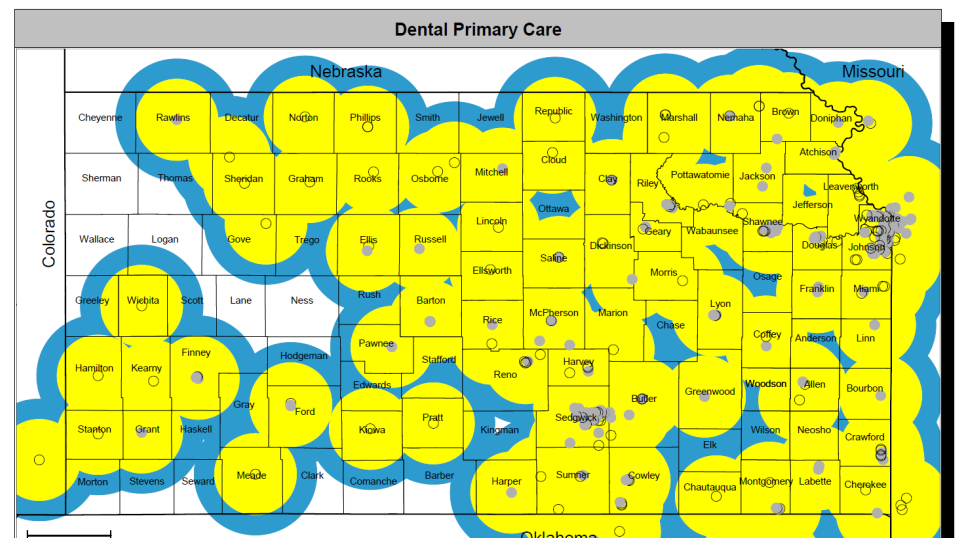 Dental Primary Care
Nebraska
Missouri
Colorado
Cheyenne Rawlins Decatur Norton Phillips Smith Jewell Republic Washington Marshall Nemaha Brown Doniphan
Atchison
Sherman Thomas Sheridan Graham Rooks Osborne Mitchell Cloud Clay Riley Pottawatomie Jackson
Leavenworth
Jefferson
Ottawa
Wyandotte
Wallace Logan Gove Trego Ellis Russell Lincoln Dickinson Geary Wabaunsee Shawnee Douglas Johnson
Saline
Ellsworth
Morris Osage
Franklin Miami
Greeley Wichita Scott Lane Ness Rush Barton Rice McPherson Marion Chase Lyon
Coffey Anderson Linn
Pawnee
Hamilton Kearny Finney Hodgeman Stafford Reno Harvey
Edwards
Gray Ford
Greenwood Woodson Allen Bourbon
Butler
Sedgwick
Pratt
Stanton Grant Haskell Kiowa Kingman
Wilson Neosho Crawford
Elk
Morton Stevens Seward Meade Clark Comanche Barber Harper Sumner Cowley
Chautauqua Montgomery Labette Cherokee
Oklahoma